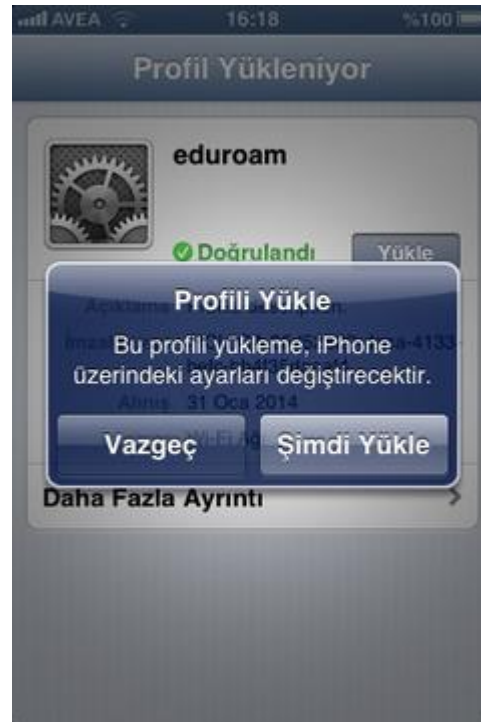 AVEA 16:18 %100
Profil Yükleniyor
eduroam
Doğrulandı Yükle
Profili Yükle
Bu profili yükleme, iPhone
üzerindeki ayarları değiştirecektir.
Vazgeç Şimdi Yükle
Açıklama
Alınış 31 Oca 2014
Daha Fazla Ayrıntı